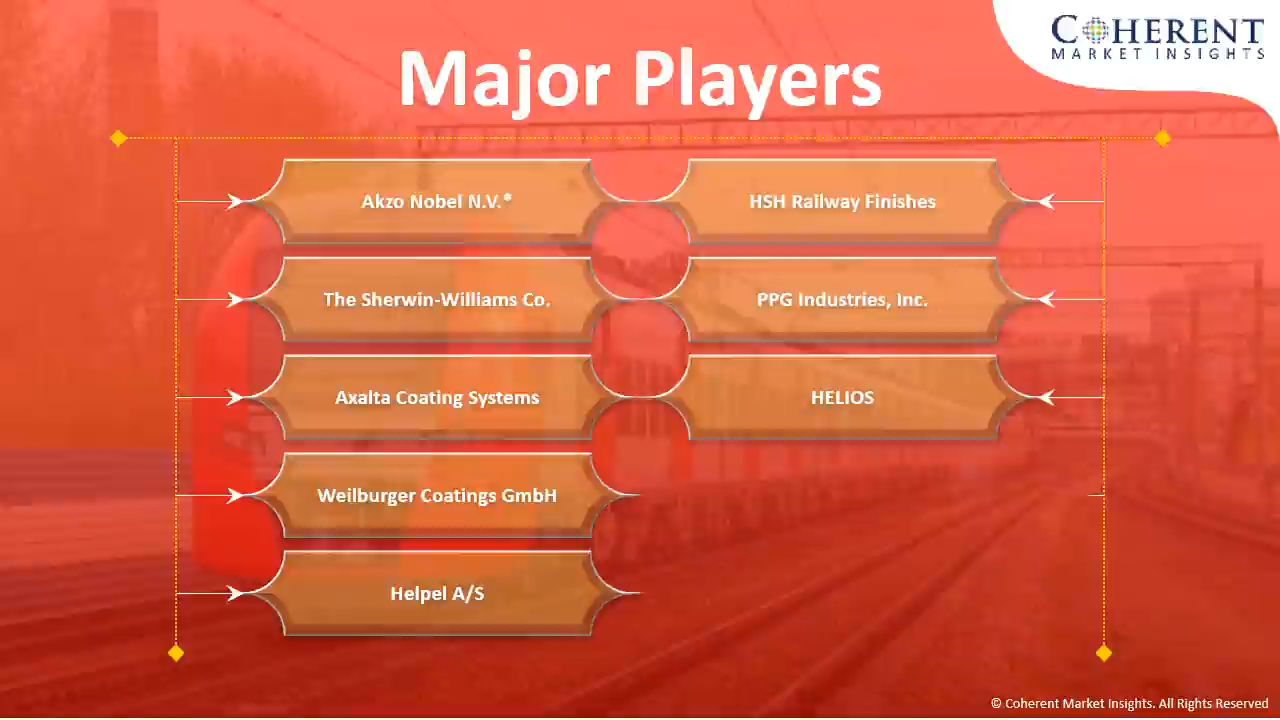 COHERENT
MARKET INSIGHTS
Major Players
Akzo Nobel N.V.*
HSH Railway Finishes
The Sherwin-Williams Co.
PPG Industries, Inc.
Axalta Coating Systems
HELIOS
Weilburger Coatings GmbH
Helpel A/S
© Coherent Market Insights. All Rights Reserved